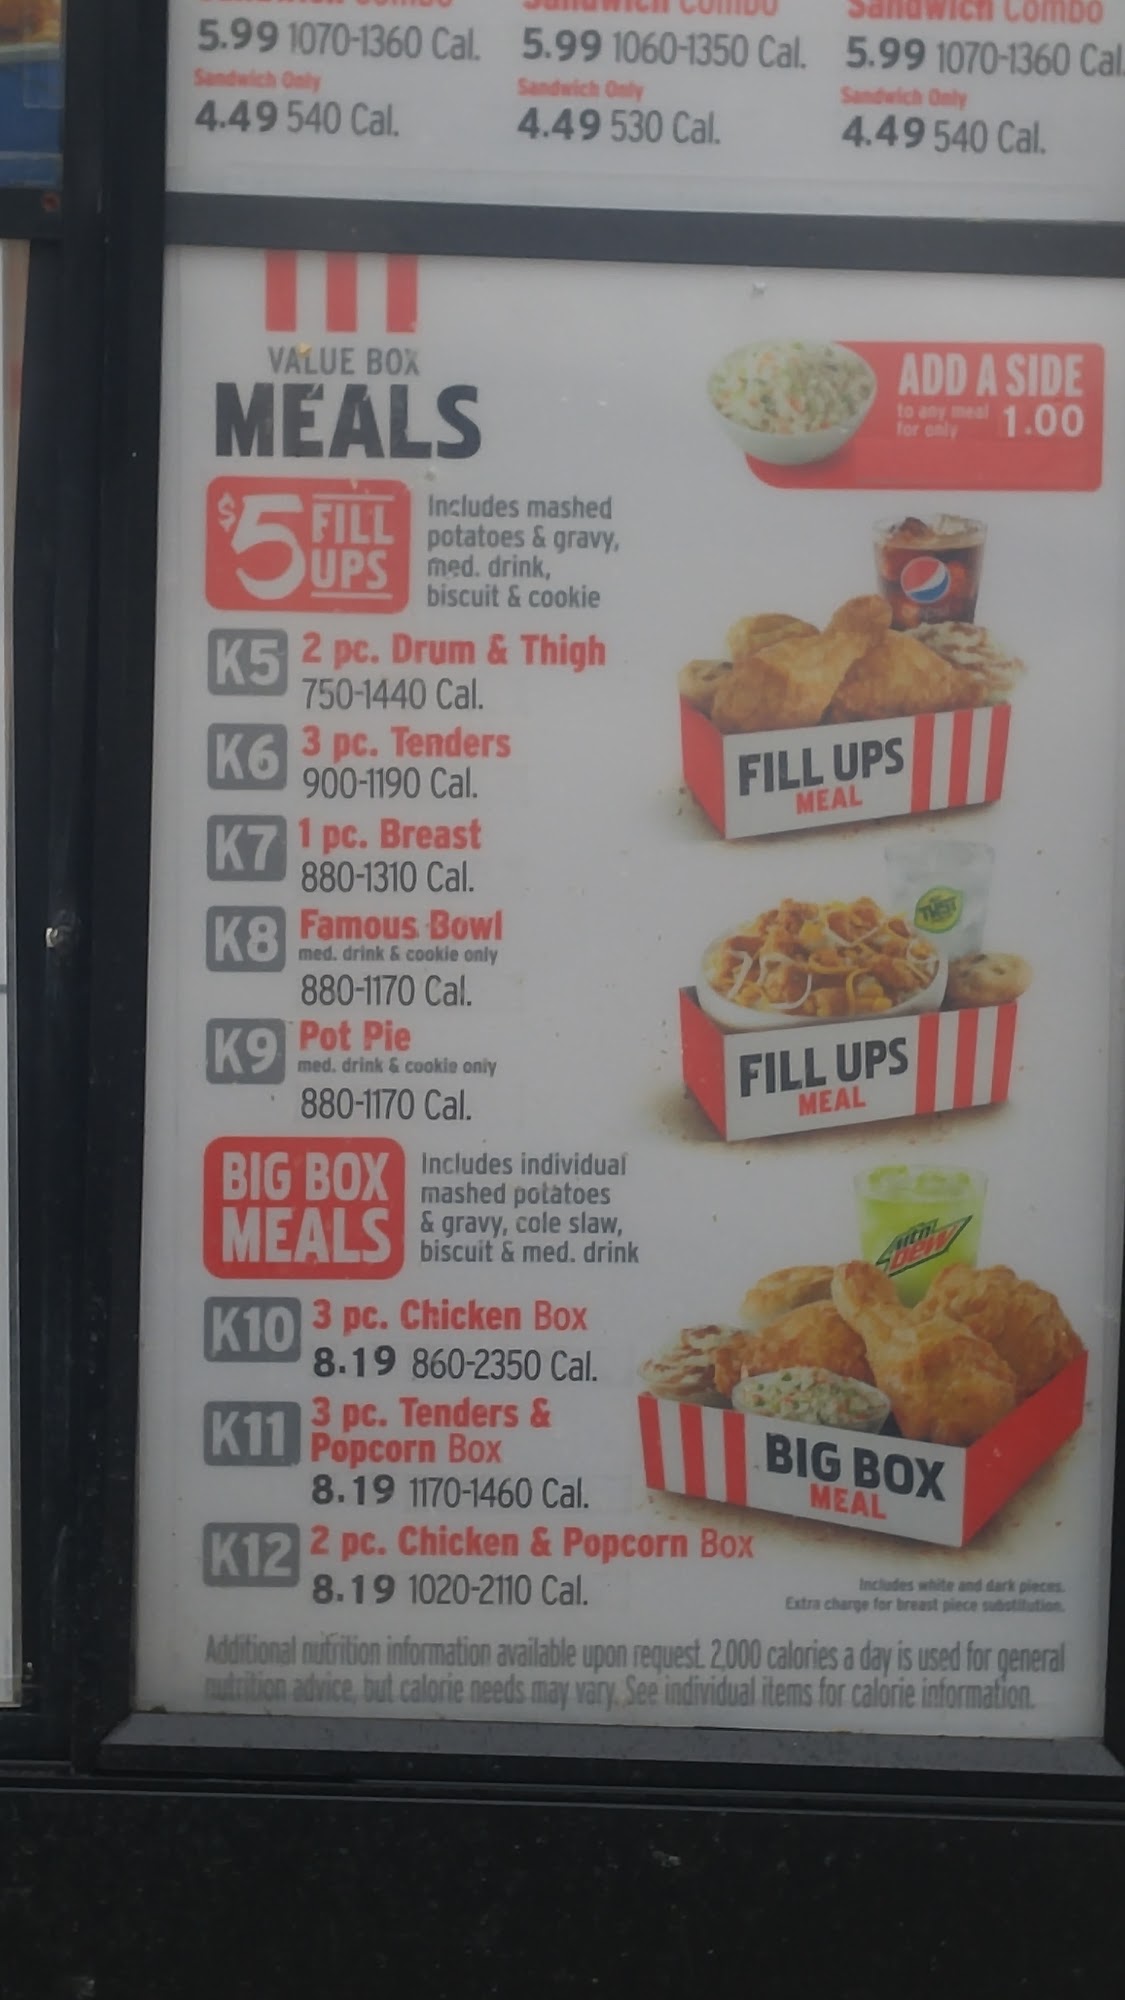 Sandwich Combo Sandwich Combo Sandwich Combo
5.99 1070-1360 Cal. 5.99 1060-1350 Cal. 5.99 1070-1360 Cal.
Sandwich Only Sandwich Only Sandwich Only
4.49 540 Cal. 4.49 530 Cal. 4.49 540 Cal.
VALUE BOX
MEALS
ADD A SIDE
to any meal
for only 1.00
$5 FILL
UPS
Includes mashed
potatoes & gravy,
med. drink,
biscuit & cookie
K5 2 pc. Drum & Thigh
750-1440 Cal.
K6 3 pc. Tenders
900-1190 Cal.
K7 1 pc. Breast
880-1310 Cal.
K8 Famous Bowl
med. drink & cookie only
880-1170 Cal.
K9 Pot Pie
med. drink & cookie only
880-1170 Cal.
FILL UPS
MEAL
TWST
FILL UPS
MEAL
BIG BOX
MEALS
Includes individual
mashed potatoes
& gravy, cole slaw,
biscuit & med. drink
K10 3 pc. Chicken Box
8.19 860-2350 Cal.
K11 3 pc. Tenders &
Popcorn Box
8.19 1170-1460 Cal.
K12 2 pc. Chicken & Popcorn Box
8.19 1020-2110 Cal.
mtn
dew
BIG BOX
MEAL
Includes white and dark pieces.
Extra charge for breast piece substitution.
Additional nutrition information available upon request. 2,000 calories a day is used for general
nutrition advice, but calorie needs may vary. See individual items for calorie information.